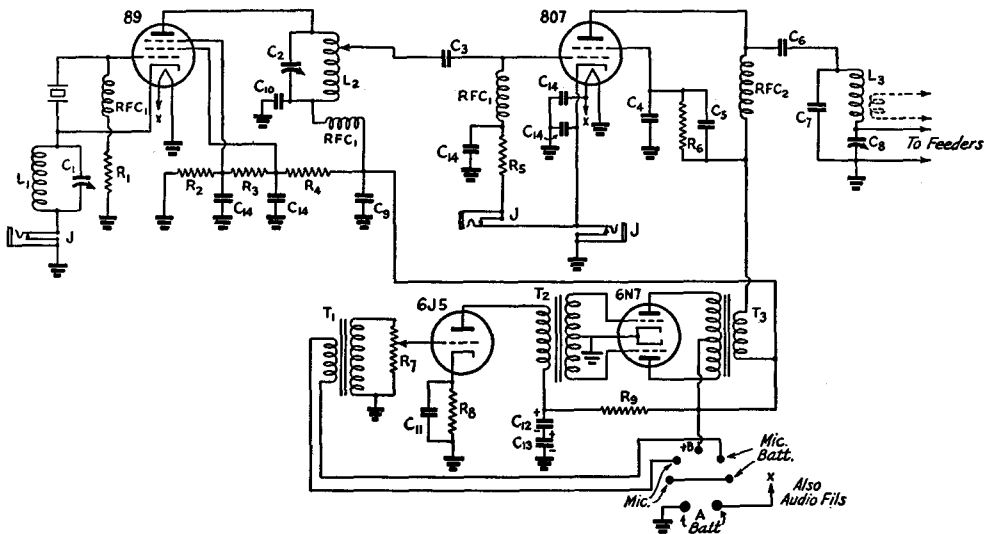 89
807
C6
C2
L2
C3
L3
C10
RFC1
RFC1
C14
x
x
C4
R6
C5
RFC2
C7
C8
To Feeders
L1
C1
R1
RFC1
C14
C14
R5
R2
R3
R4
C14
C14
C9
J
J
J
T1
6J5
T2
6N7
T3
R7
C11
R8
R9
+
C12
-
+
C13
-
+B
Mic. Batt.
Mic.
x
Also Audio Fils
A Batt